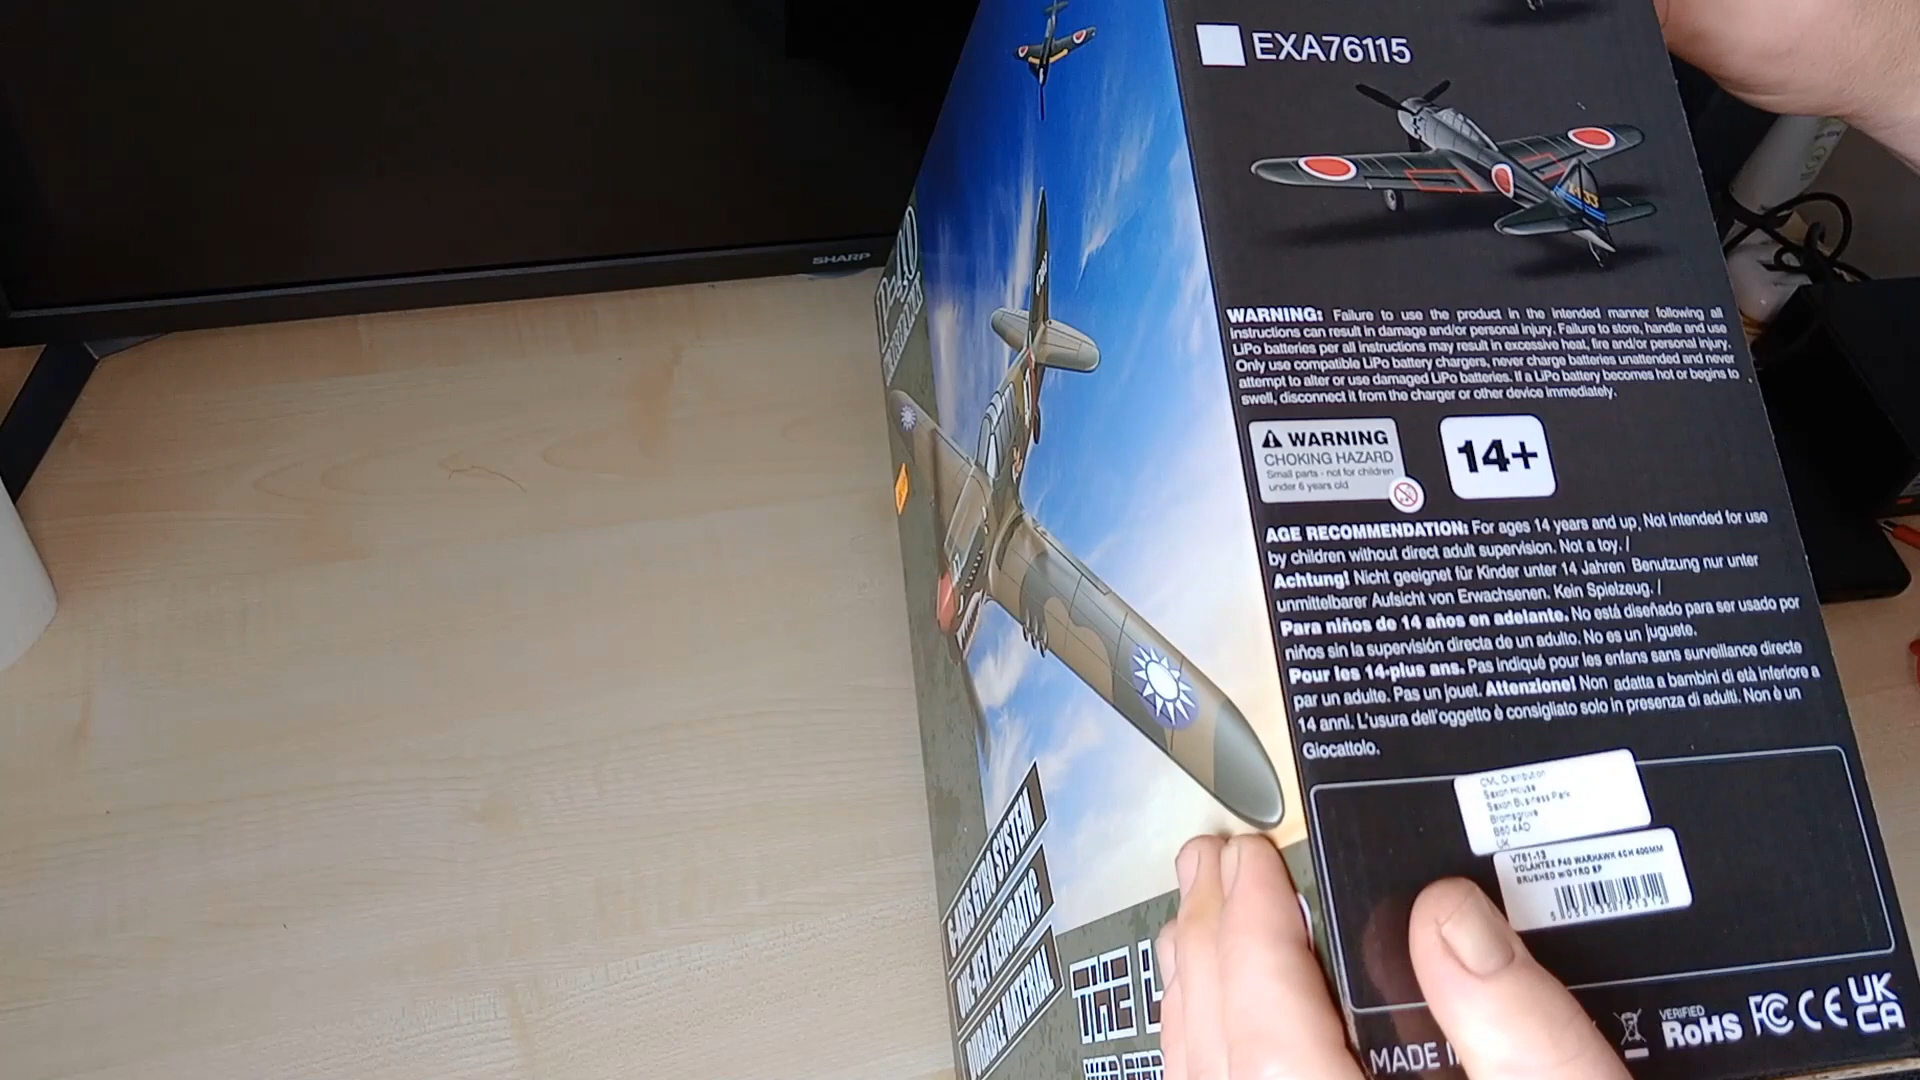 SHARP
P-40
6-AXIS GYRO SYSTEM
ONE-KEY AEROBATIC
DURABLE MATERIAL
THE
EXA76115
WARNING: Failure to use the product in the intended manner following all
instructions can result in damage and/or personal injury. Failure to store, handle and use
LiPo batteries per all instructions may result in excessive heat, fire and/or personal injury.
Only use compatible LiPo battery chargers, never charge batteries unattended and never
attempt to alter or use damaged LiPo batteries. If a LiPo battery becomes hot or begins to
swell, disconnect it from the charger or other device immediately.
WARNING
CHOKING HAZARD
Small parts - not for children
under 6 years old
14+
AGE RECOMMENDATION: For ages 14 years and up, Not intended for use
by children without direct adult supervision. Not a toy. /
Achtung! Nicht geeignet für Kinder unter 14 Jahren Benutzung nur unter
unmittelbarer Aufsicht von Erwachsenen. Kein Spielzeug. /
Para niños de 14 años en adelante. No está diseñado para ser usado por
niños sin la supervisión directa de un adulto. No es un juguete.
Pour les 14-plus ans. Pas indiqué pour les enfans sans surveillance directe
par un adulte. Pas un jouet. Attenzione! Non adatta a bambini di età inferiore a
14 anni. L'usura dell'oggetto è consigliato solo in presenza di adulti. Non è un
Giocattolo.
CML Distribution
Saxon House
Saxon Business Park
Bromsgrove
B60 4AD
UK
V761-13
VOLANTEX P40 WARHAWK 4CH 400MM
BRUSHED W/GYRO
MADE
VERIFIED
RoHS
FC CE UK
CA